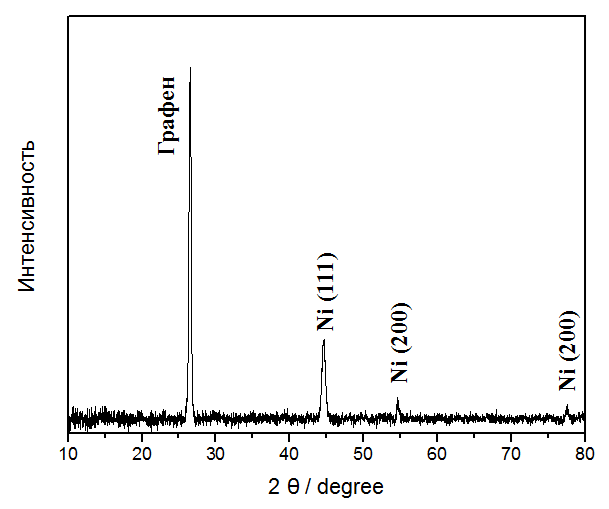 Интенсивность
Графен
Ni (111)
Ni (200)
Ni (200)
10 20 30 40 50 60 70 80
2 θ / degree